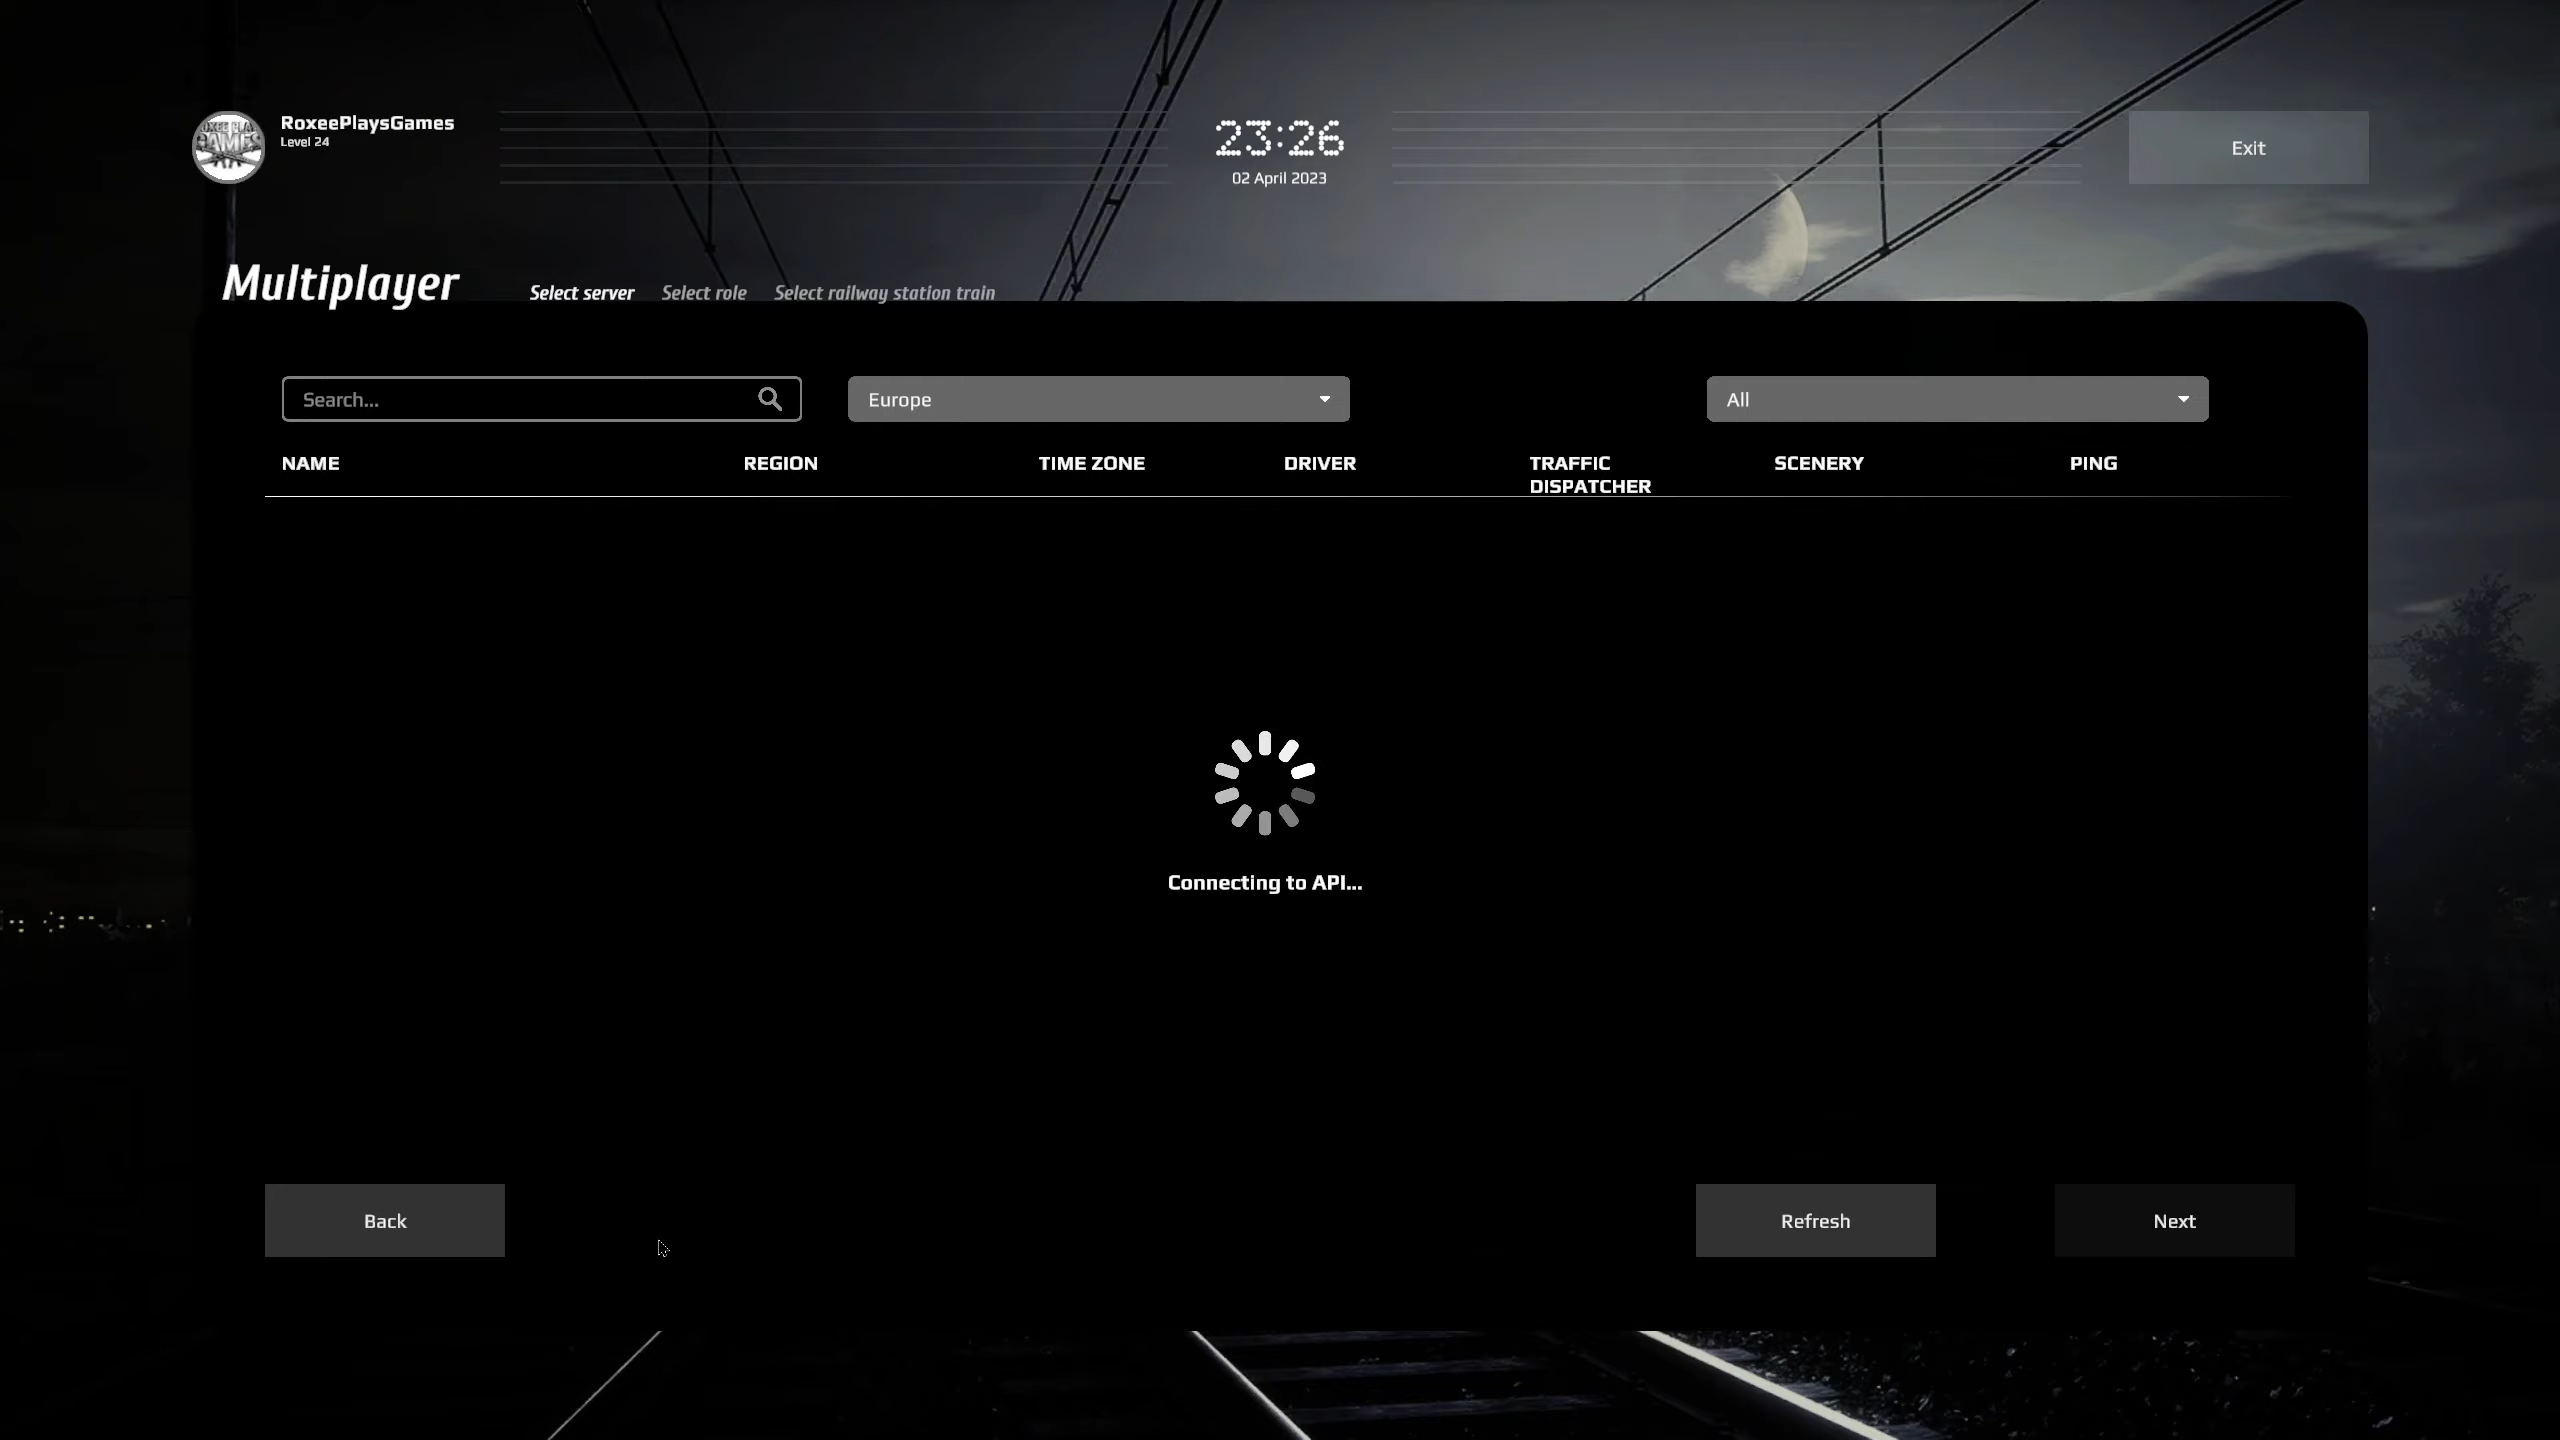 RoxeePlaysGames
Level 24
23:26
02 April 2023
Exit
Multiplayer
Select server Select role Select railway station train
Search...
Europe
All
NAME REGION TIME ZONE DRIVER TRAFFIC DISPATCHER SCENERY PING
Connecting to API...
Back
Refresh
Next